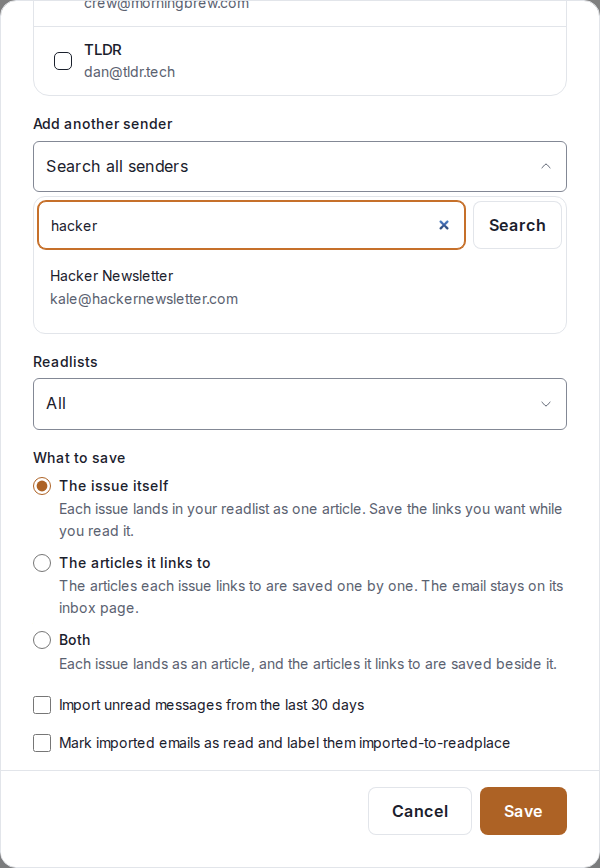 crew@morningbrew.com
TLDR
dan@tldr.tech
Add another sender
Search all senders
hacker
Search
Hacker Newsletter
kale@hackernewsletter.com
Readlists
All
What to save
The issue itself
Each issue lands in your readlist as one article. Save the links you want while
you read it.
The articles it links to
The articles each issue links to are saved one by one. The email stays on its
inbox page.
Both
Each issue lands as an article, and the articles it links to are saved beside it.
Import unread messages from the last 30 days
Mark imported emails as read and label them imported-to-readplace
Cancel
Save